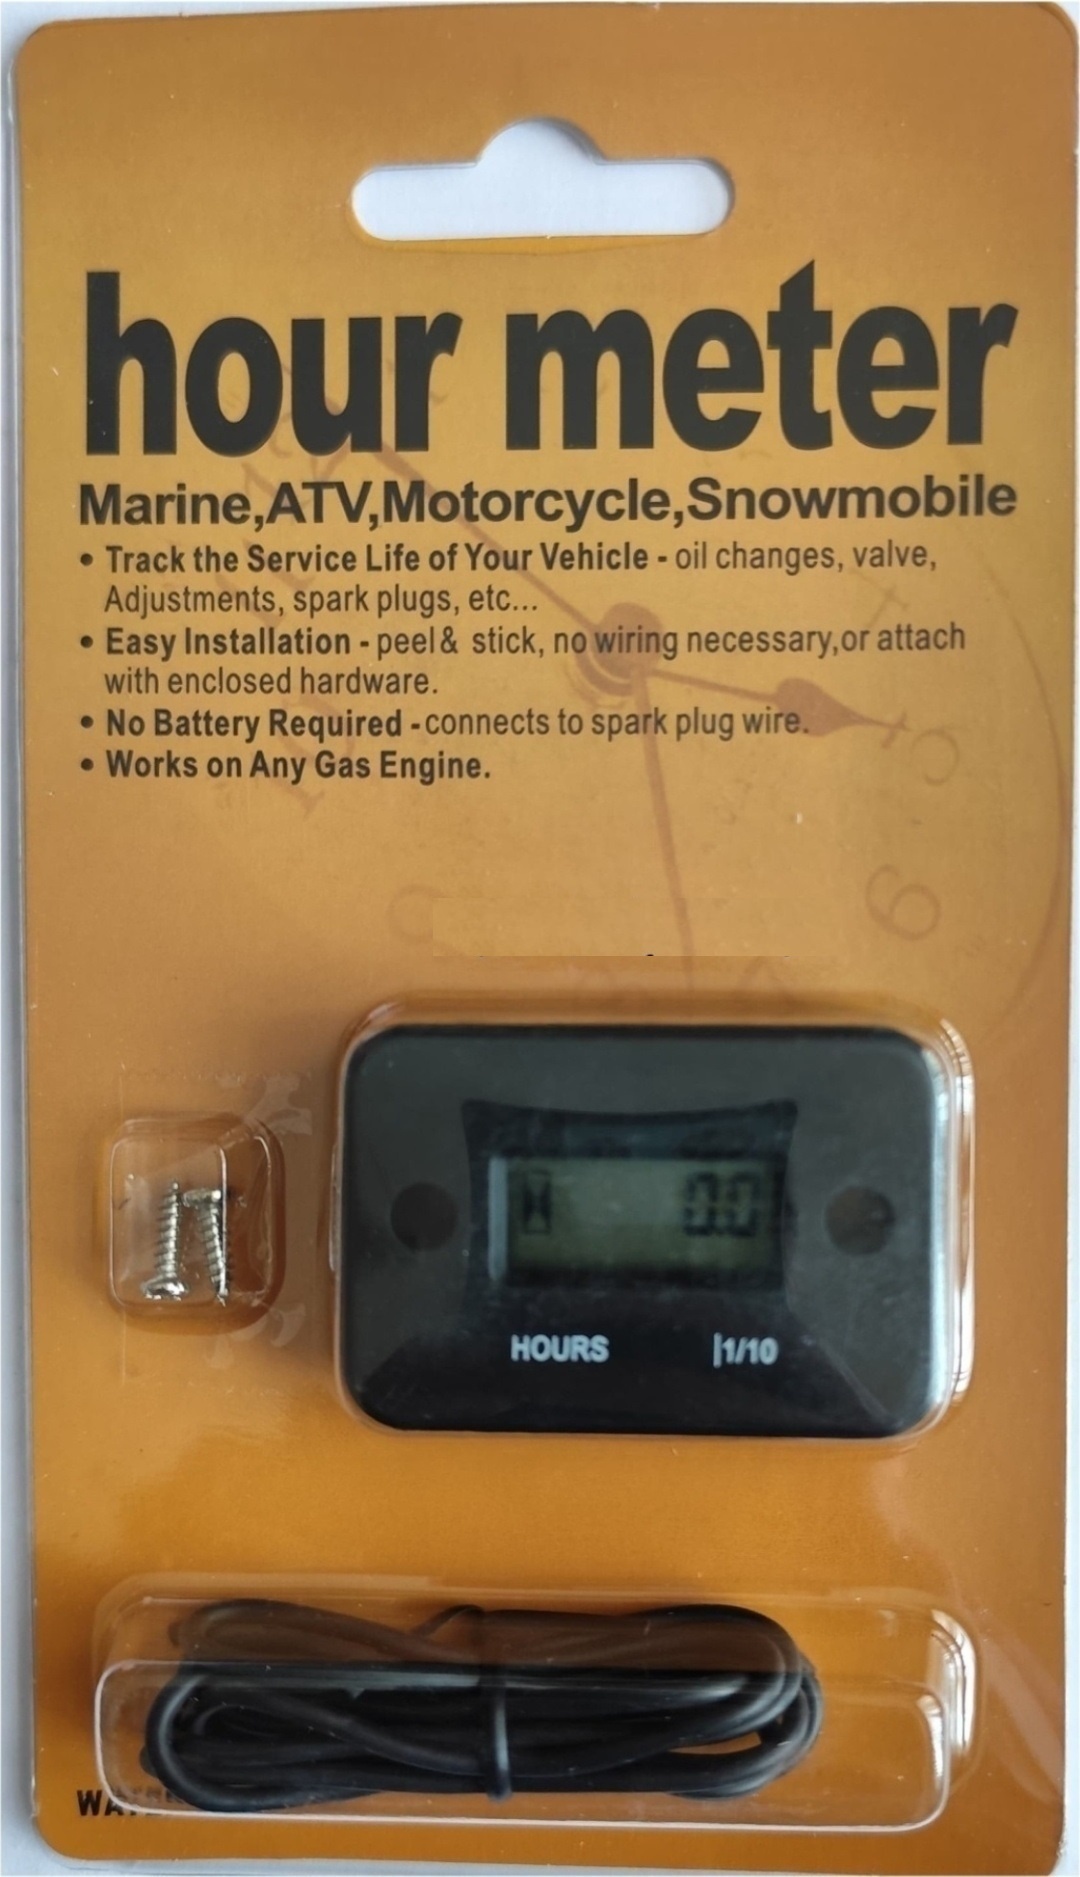 hour meter
Marine,ATV,Motorcycle,Snowmobile
• Track the Service Life of Your Vehicle - oil changes, valve,
Adjustments, spark plugs, etc...
• Easy Installation - peel& stick, no wiring necessary,or attach
with enclosed hardware.
• No Battery Required -connects to spark plug wire.
• Works on Any Gas Engine.
0.0
HOURS |1/10